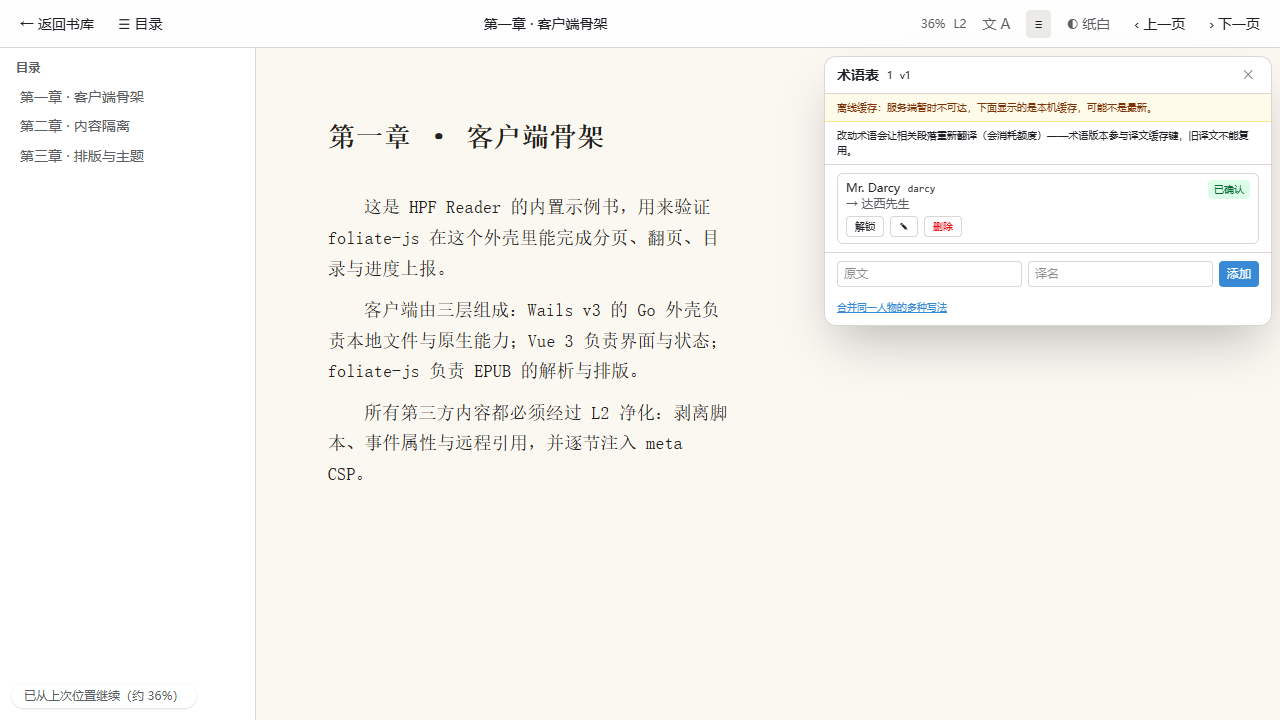 ← 返回书库
☰ 目录
第一章 · 客户端骨架
36% L2
文 A
☰
◐ 纸白
‹ 上一页
› 下一页
目录
第一章 · 客户端骨架
第二章 · 内容隔离
第三章 · 排版与主题
第一章 · 客户端骨架
这是 HPF Reader 的内置示例书，用来验证
foliate-js 在这个外壳里能完成分页、翻页、目
录与进度上报。
客户端由三层组成：Wails v3 的 Go 外壳负
责本地文件与原生能力；Vue 3 负责界面与状态；
foliate-js 负责 EPUB 的解析与排版。
所有第三方内容都必须经过 L2 净化：剥离脚
本、事件属性与远程引用，并逐节注入 meta
CSP。
术语表 1 v1
×
离线缓存：服务端暂时不可达，下面显示的是本机缓存，可能不是最新。
改动术语会让相关段落重新翻译（会消耗额度）——术语版本参与译文缓存键，旧译文不能复
用。
Mr. Darcy darcy
已确认
→ 达西先生
解锁
✎
删除
原文
译名
添加
合并同一人物的多种写法
已从上次位置继续（约 36%）